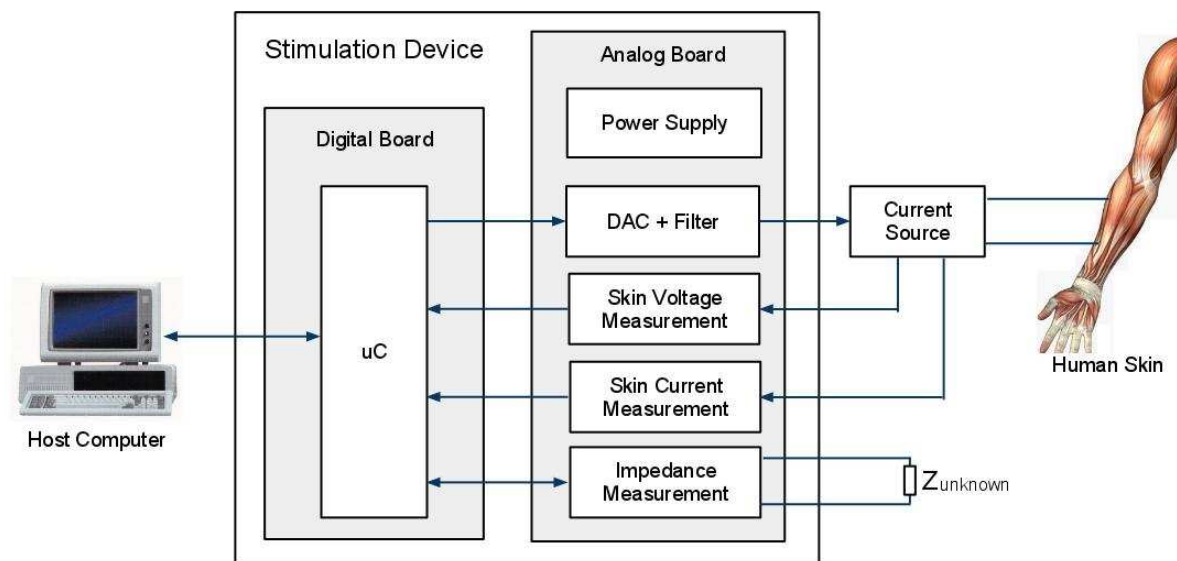 Stimulation Device
Analog Board
Power Supply
Digital Board
DAC + Filter
Current
Source
Skin Voltage
Measurement
uC
Human Skin
Skin Current
Measurement
Host Computer
Impedance
Measurement
Zunknown